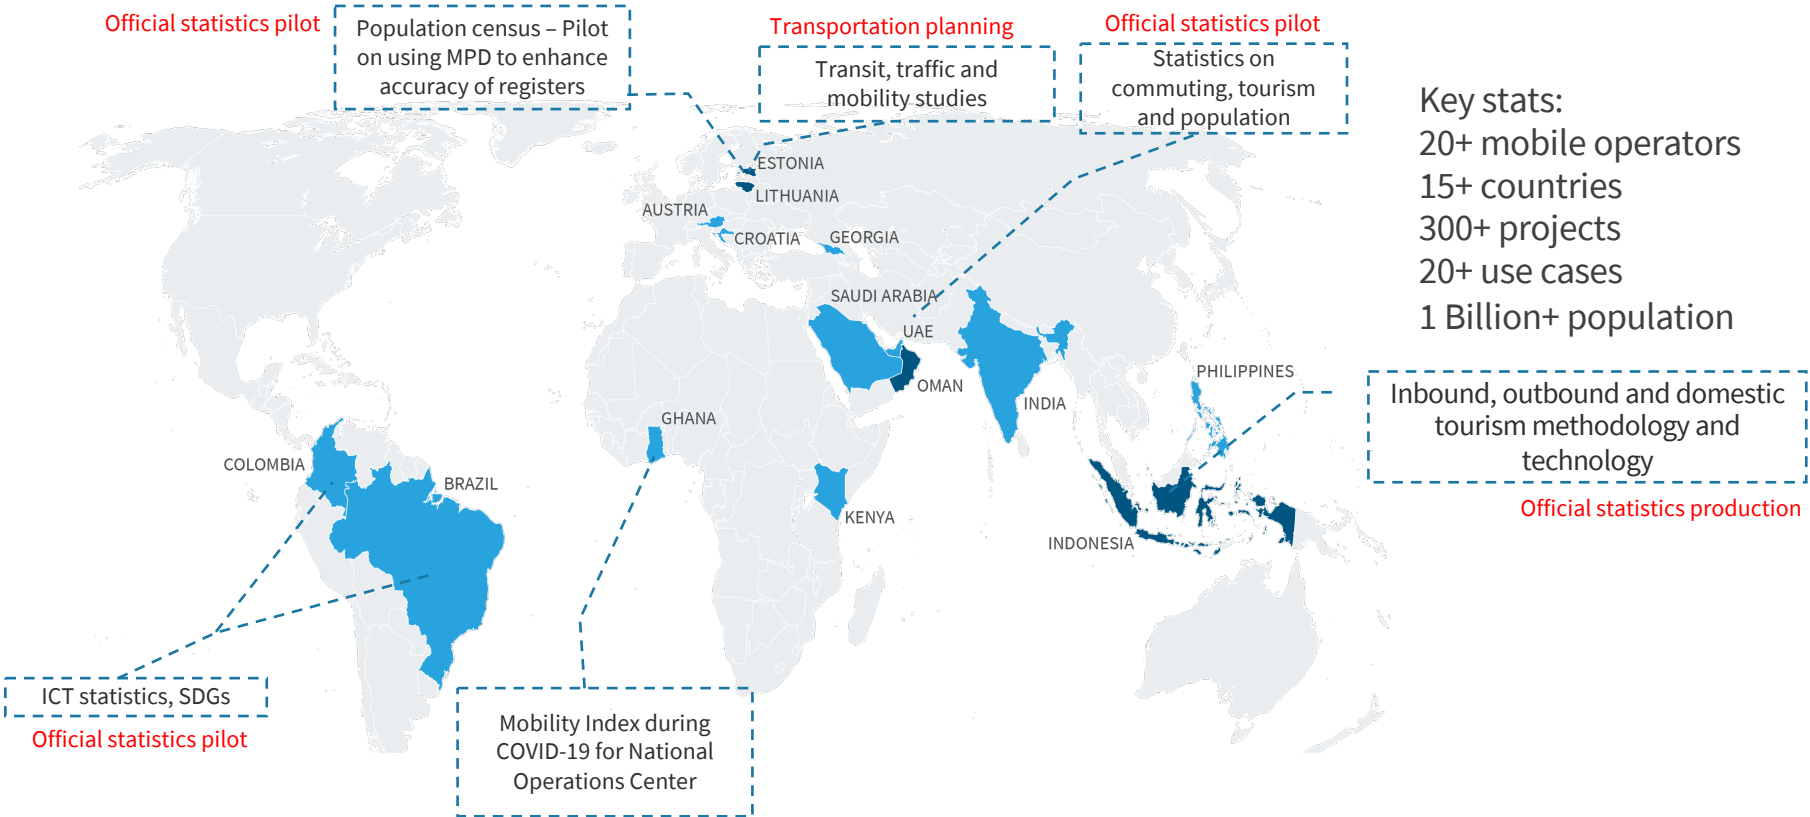 Official statistics pilot
Population census – Pilot
on using MPD to enhance
accuracy of registers
Transportation planning
Transit, traffic and
mobility studies
Official statistics pilot
Statistics on
commuting, tourism
and population
Key stats:
20+ mobile operators
15+ countries
300+ projects
20+ use cases
1 Billion+ population
ESTONIA
LITHUANIA
AUSTRIA
CROATIA
GEORGIA
SAUDI ARABIA
UAE
OMAN
INDIA
PHILIPPINES
Inbound, outbound and domestic
tourism methodology and
technology
Official statistics production
GHANA
COLOMBIA
BRAZIL
KENYA
INDONESIA
ICT statistics, SDGs
Official statistics pilot
Mobility Index during
COVID-19 for National
Operations Center